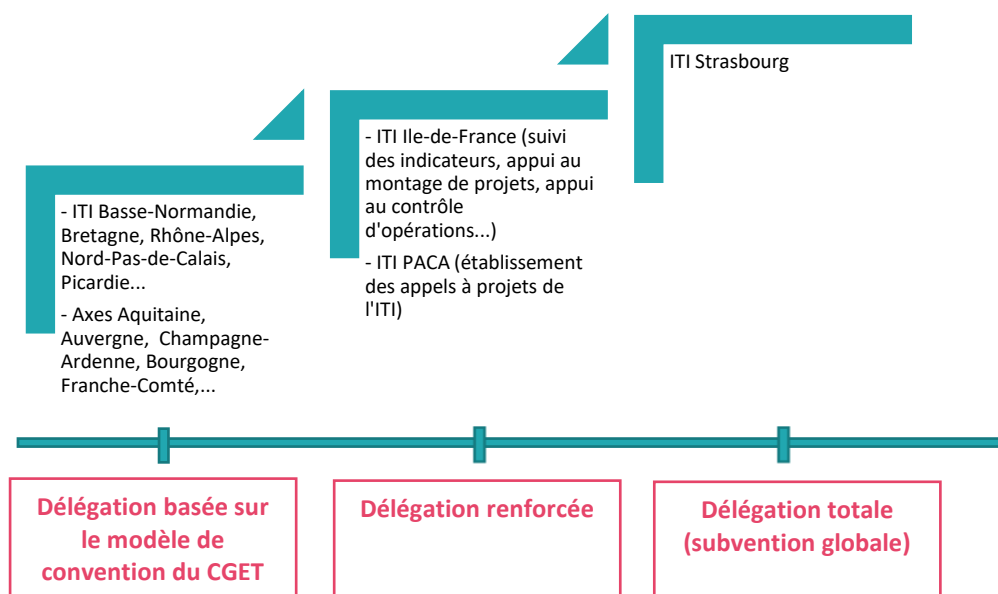 - ITI Basse-Normandie,
Bretagne, Rhône-Alpes,
Nord-Pas-de-Calais,
Picardie...
- Axes Aquitaine,
Auvergne,  Champagne-
Ardenne, Bourgogne,
Franche-Comté,...
- ITI Ile-de-France (suivi
des indicateurs, appui au
montage de projets, appui
au contrôle
d'opérations...)
- ITI PACA (établissement
des appels à projets de
l'ITI)
ITI Strasbourg
Délégation basée sur
le modèle de
convention du CGET
Délégation renforcée
Délégation totale
(subvention globale)